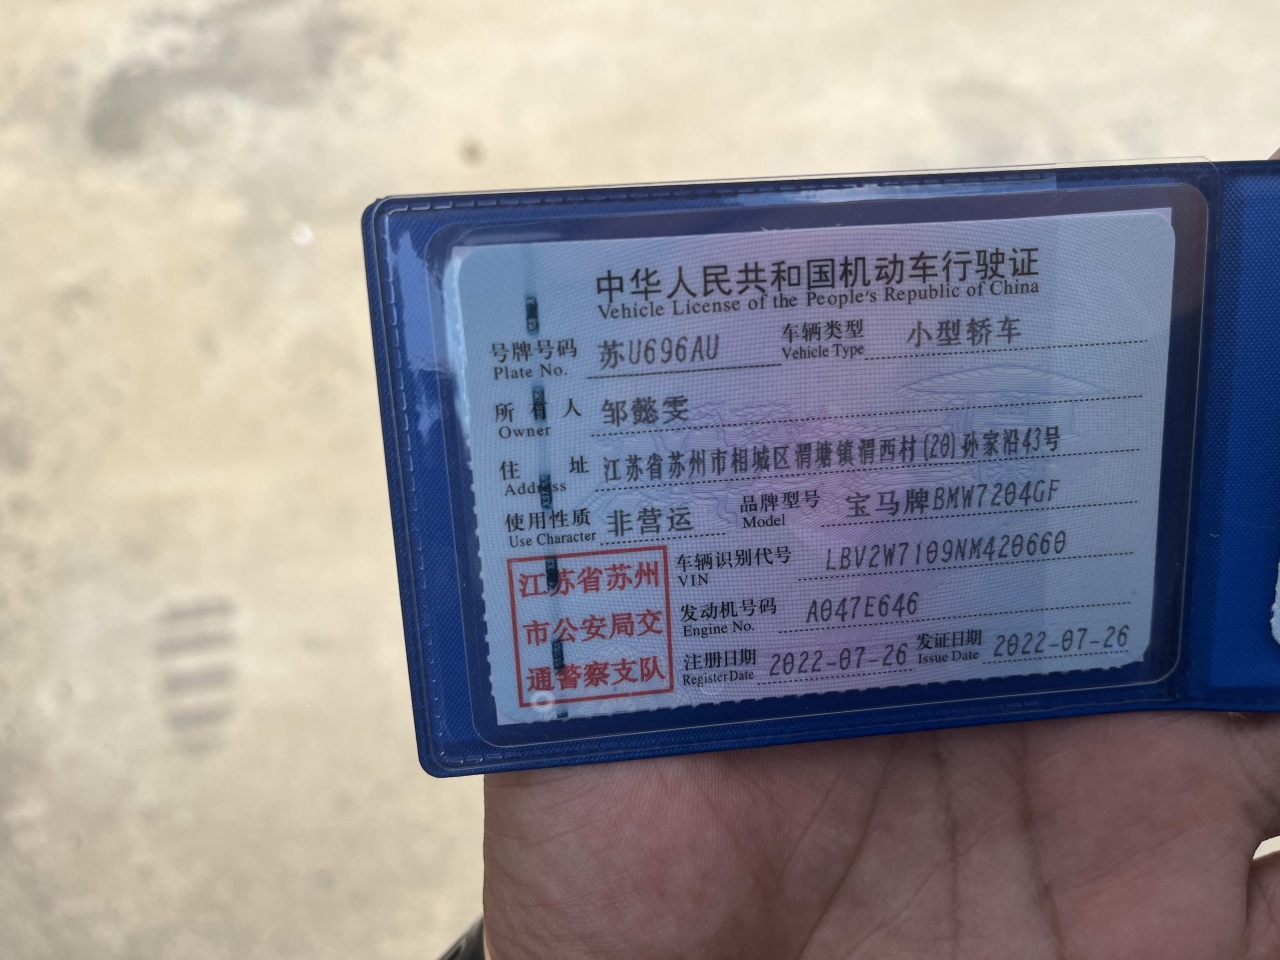 中华人民共和国机动车行驶证
Vehicle License of the People's Republic of China
号牌号码 苏U696AU 车辆类型 小型轿车
Plate No. Vehicle Type
所有人 邹懿雯
Owner
住址 江苏省苏州市相城区渭塘镇渭西村(20)孙家沿43号
Address
使用性质 非营运 品牌型号 宝马牌BMW7204GF
Use Character Model
江苏省苏州 车辆识别代号 LBV2W7109NM420660
VIN
市公安局交 发动机号码 A047E646
Engine No.
通警察支队 注册日期 2022-07-26 发证日期 2022-07-26
Register Date Issue Date